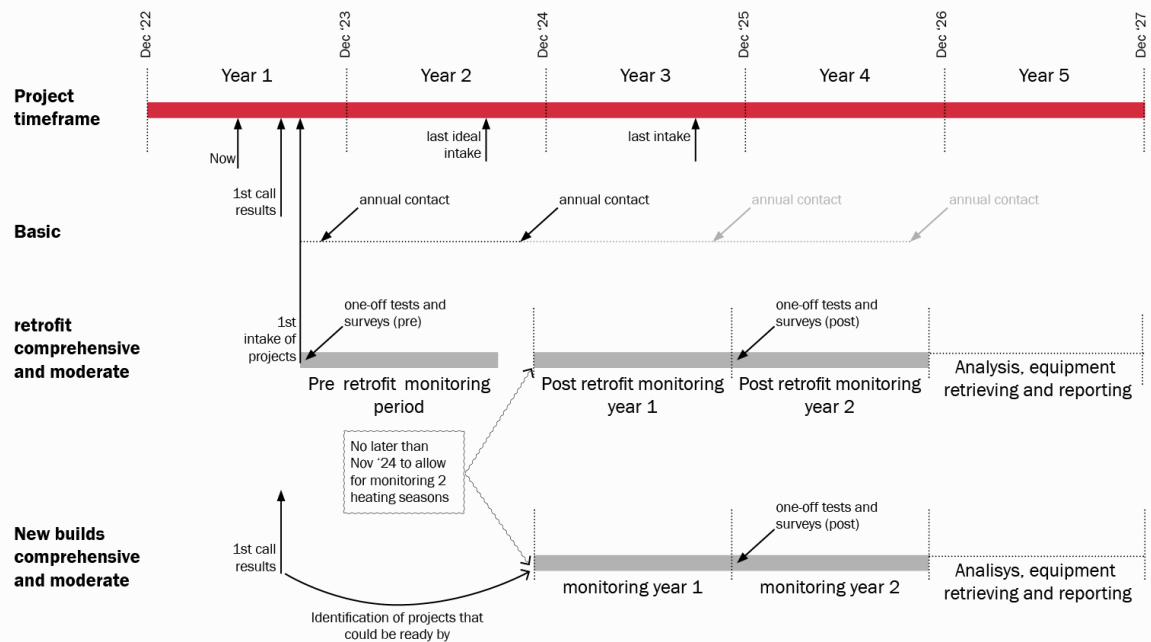 Dec ‘22
Dec ‘23
Dec ‘24
Dec ‘25
Dec ‘26
Dec ‘27
Year 1
Year 2
Year 3
Year 4
Year 5
Project
timeframe
Now
last ideal
intake
last intake
1st call
results
Basic
annual contact
annual contact
annual contact
annual contact
retrofit
comprehensive
and moderate
1st
intake of
projects
one-off tests and
surveys (pre)
one-off tests and
surveys (post)
Pre retrofit monitoring
period
Post retrofit monitoring
year 1
Post retrofit monitoring
year 2
Analysis, equipment
retrieving and reporting
No later than
Nov ‘24 to allow
for monitoring 2
heating seasons
New builds
comprehensive
and moderate
1st call
results
one-off tests and
surveys (post)
monitoring year 1
monitoring year 2
Analisys, equipment
retrieving and reporting
Identification of projects that
could be ready by